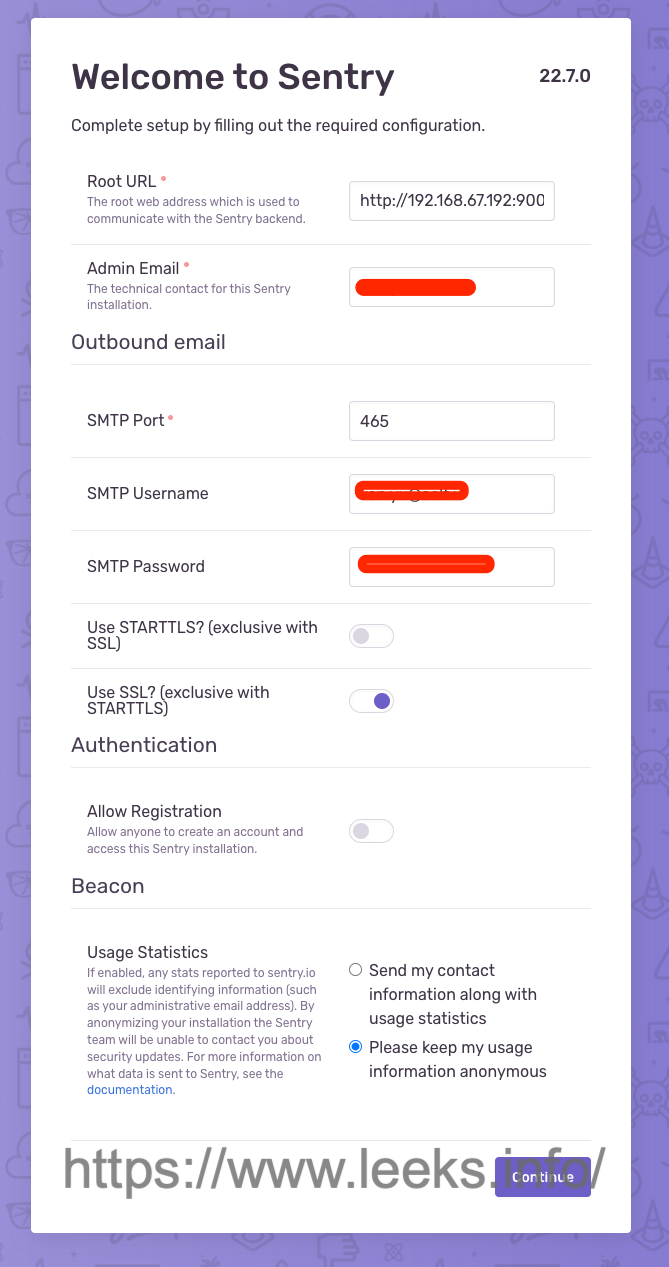 Welcome to Sentry
22.7.0
Complete setup by filling out the required configuration.
Root URL
The root web address which is used to
communicate with the Sentry backend.
http://192.168.67.192:900
Admin Email
The technical contact for this Sentry
installation.
Outbound email
SMTP Port
465
SMTP Username
SMTP Password
Use STARTTLS? (exclusive with
SSL)
Use SSL? (exclusive with
STARTTLS)
Authentication
Allow Registration
Allow anyone to create an account and
access this Sentry installation.
Beacon
Usage Statistics
If enabled, any stats reported to sentry.io
will exclude identifying information (such
as your administrative email address). By
anonymizing your installation the Sentry
team will be unable to contact you about
security updates. For more information on
what data is sent to Sentry, see the
documentation.
Send my contact
information along with
usage statistics
Please keep my usage
information anonymous
https://www.leeks.info/
Continue